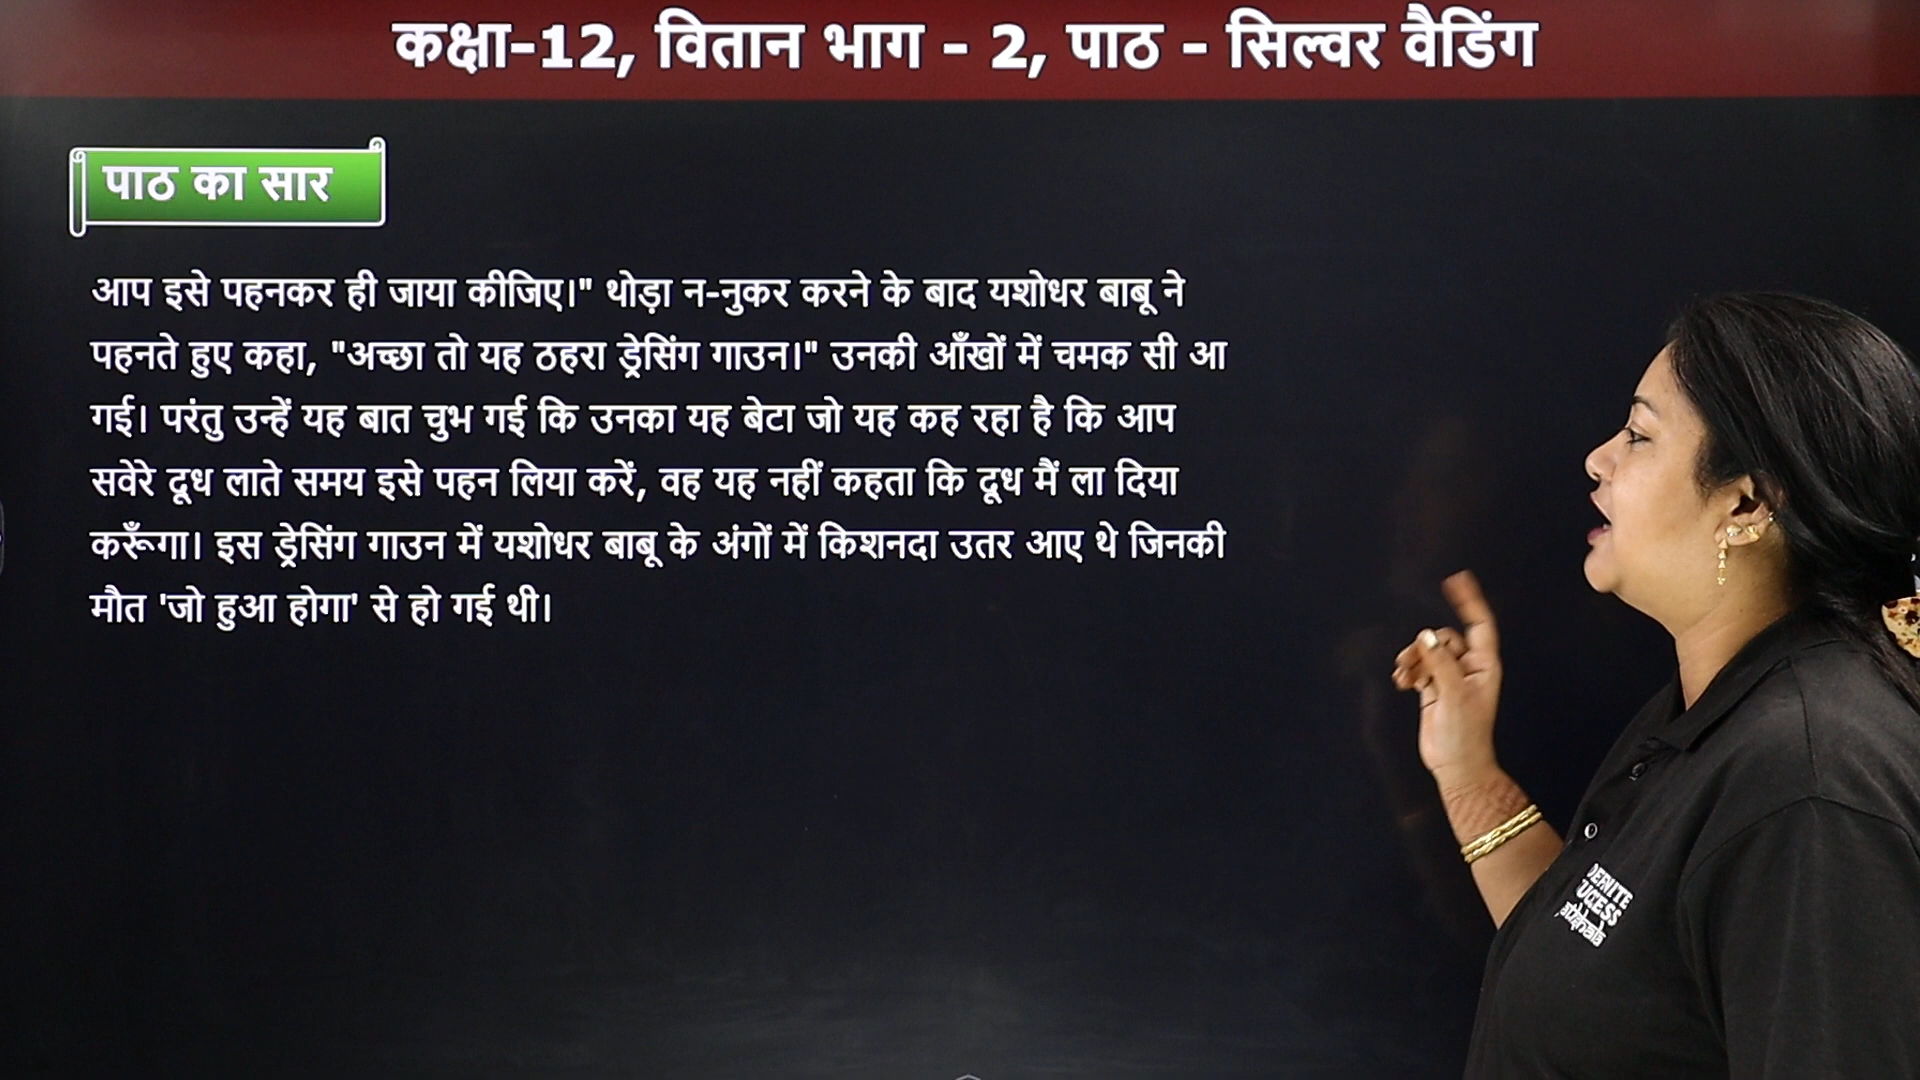 कक्षा-12, वितान भाग - 2, पाठ - सिल्वर वैडिंग
पाठ का सार
आप इसे पहनकर ही जाया कीजिए।" थोड़ा न-नुकर करने के बाद यशोधर बाबू ने
पहनते हुए कहा, "अच्छा तो यह ठहरा ड्रेसिंग गाउन।" उनकी आँखों में चमक सी आ
गई। परंतु उन्हें यह बात चुभ गई कि उनका यह बेटा जो यह कह रहा है कि आप
सवेरे दूध लाते समय इसे पहन लिया करें, वह यह नहीं कहता कि दूध मैं ला दिया
करूँगा। इस ड्रेसिंग गाउन में यशोधर बाबू के अंगों में किशनदा उतर आए थे जिनकी
मौत 'जो हुआ होगा' से हो गई थी।